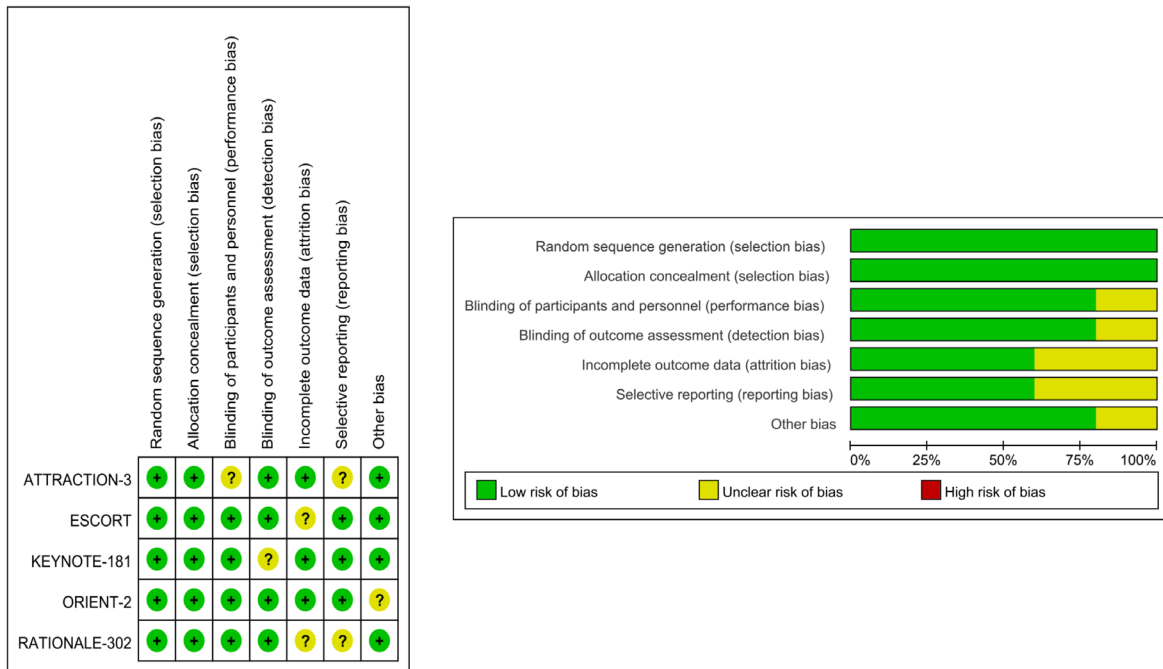 Random sequence generation (selection bias)
Allocation concealment (selection bias)
Blinding of participants and personnel (performance bias)
Blinding of outcome assessment (detection bias)
Incomplete outcome data (attrition bias)
Selective reporting (reporting bias)
Other bias
ATTRACTION-3 + + ? + + ? +
ESCORT + + + + ? + +
KEYNOTE-181 + + + ? + + +
ORIENT-2 + + + + + + ?
RATIONALE-302 + + + + ? ? +
Random sequence generation (selection bias)
Allocation concealment (selection bias)
Blinding of participants and personnel (performance bias)
Blinding of outcome assessment (detection bias)
Incomplete outcome data (attrition bias)
Selective reporting (reporting bias)
Other bias
0% 25% 50% 75% 100%
Low risk of bias Unclear risk of bias High risk of bias